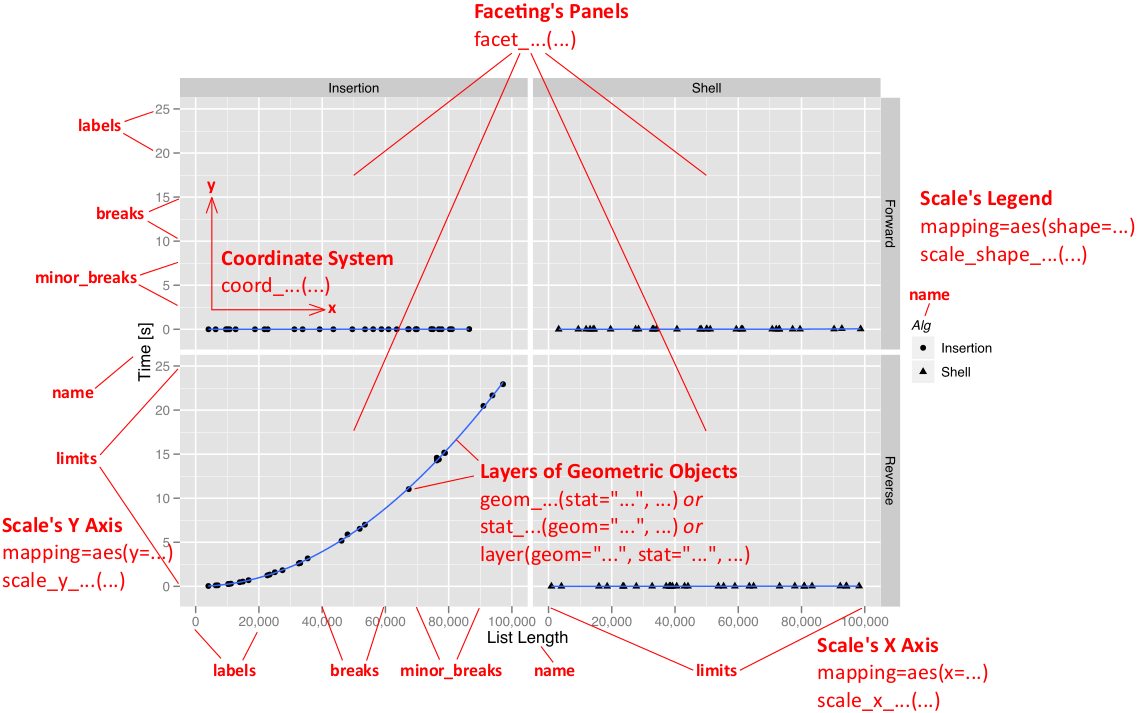 Faceting's Panels
facet_...(...)
Insertion
Shell
25
labels
20
15
y
breaks
10
minor_breaks
5
0
Coordinate System
coord_...(...)
x
Forward
Scale's Legend
mapping=aes(shape=...)
scale_shape_...(...)
name
Alg
Insertion
Shell
Time [s]
name
limits
25
20
15
10
5
0
Scale's Y Axis
mapping=aes(y=...)
scale_y_...(...)
Layers of Geometric Objects
geom_...(stat="...", ...) or
stat_...(geom="...", ...) or
layer(geom="...", stat="...", ...)
Reverse
0 20,000 40,000 60,000 80,000 100,000 0 20,000 40,000 60,000 80,000 100,000
List Length
labels
breaks
minor_breaks
name
limits
Scale's X Axis
mapping=aes(x=...)
scale_x_...(...)